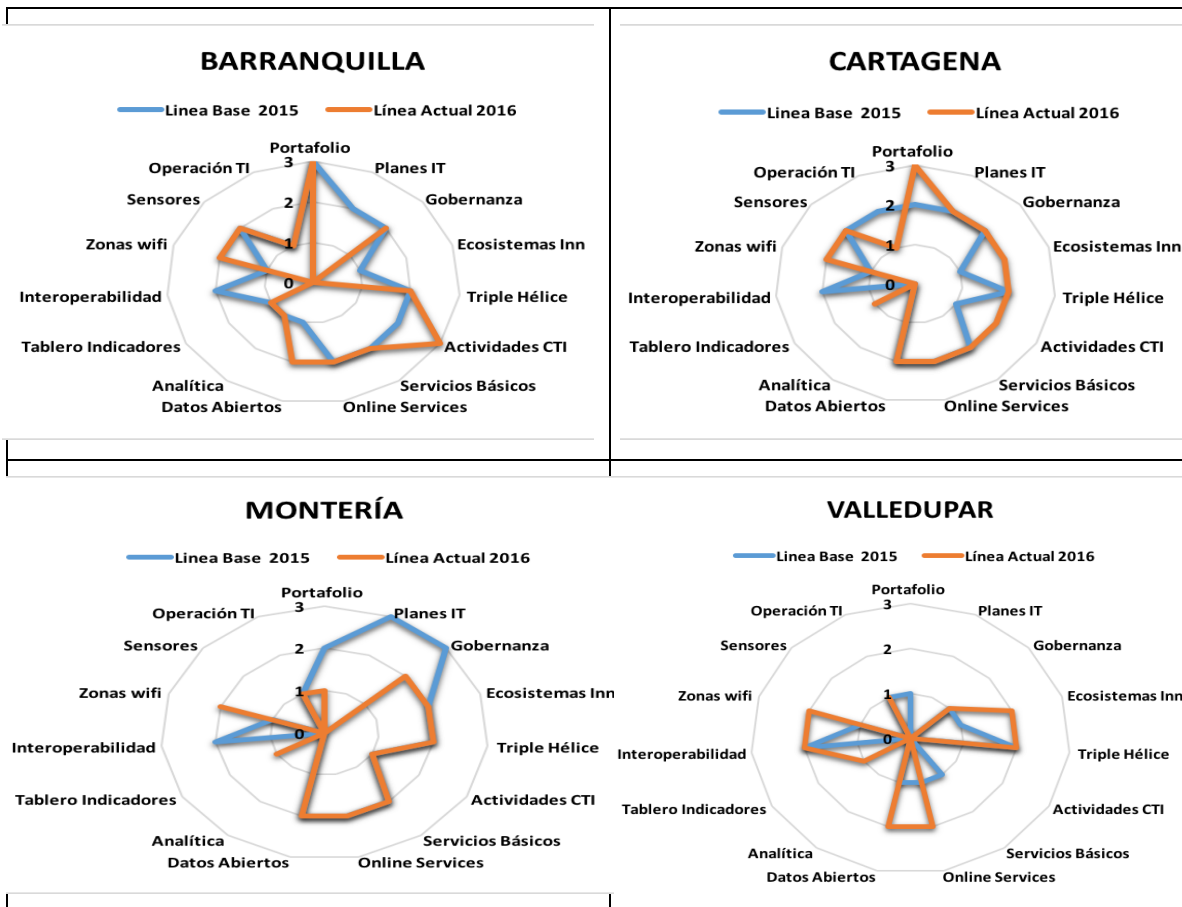 BARRANQUILLA
Linea Base 2015 Línea Actual 2016
Portafolio
Operación TI 3 Planes IT
Sensores 2 Gobernanza
Zonas wifi 1 Ecosistemas Inn
Interoperabilidad 0 Triple Hélice
Tablero Indicadores Actividades CTI
Analítica Servicios Básicos
Datos Abiertos Online Services
CARTAGENA
Linea Base 2015 Línea Actual 2016
Portafolio
Operación TI 3 Planes IT
Sensores 2 Gobernanza
Zonas wifi 1 Ecosistemas Inn
Interoperabilidad 0 Triple Hélice
Tablero Indicadores Actividades CTI
Analítica Servicios Básicos
Datos Abiertos Online Services
MONTERÍA
Linea Base 2015 Línea Actual 2016
Portafolio
Operación TI 3 Planes IT
Sensores 2 Gobernanza
Zonas wifi 1 Ecosistemas Inn
Interoperabilidad 0 Triple Hélice
Tablero Indicadores Actividades CTI
Analítica Servicios Básicos
Datos Abiertos Online Services
VALLEDUPAR
Linea Base 2015 Línea Actual 2016
Portafolio
Operación TI 3 Planes IT
Sensores 2 Gobernanza
Zonas wifi 1 Ecosistemas Inn
Interoperabilidad 0 Triple Hélice
Tablero Indicadores Actividades CTI
Analítica Servicios Básicos
Datos Abiertos Online Services